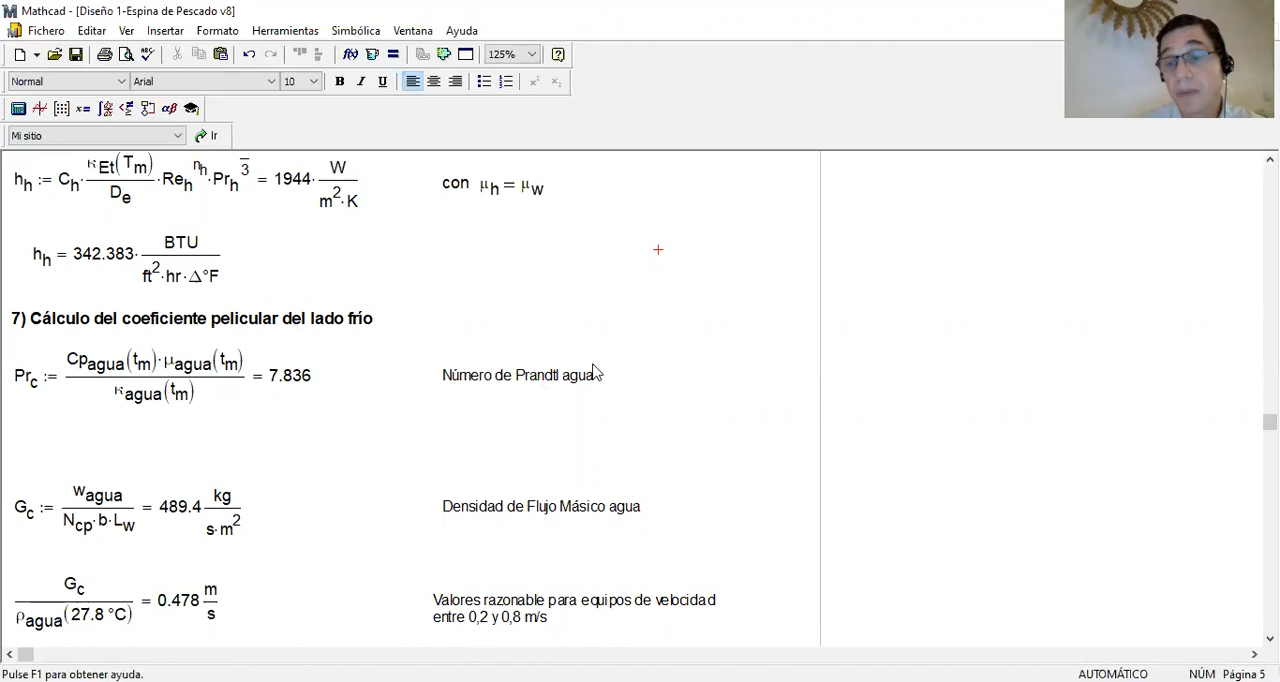 Mathcad - [Diseño 1-Espina de Pescado v8]
Fichero Editar Ver Insertar Formato Herramientas Simbólica Ventana Ayuda
125%
Normal Arial 10 B I U
Mi sitio Ir
h_h := C_h · κEt(T_m) / D_e · Re_h^n_h · Pr_h^3 = 1944 · W / m^2 · K con μ_h = μ_w
h_h = 342.383 · BTU / ft^2 · hr · Δ°F
7) Cálculo del coeficiente pelicular del lado frío
Pr_c := Cp_agua(t_m) · μ_agua(t_m) / κ_agua(t_m) = 7.836 Número de Prandtl agua
G_c := w_agua / N_cp · b · L_w = 489.4 kg / s · m^2 Densidad de Flujo Másico agua
G_c / ρ_agua(27.8 °C) = 0.478 m / s Valores razonable para equipos de velocidad
entre 0,2 y 0,8 m/s
Pulse F1 para obtener ayuda. AUTOMÁTICO NÚM Página 5